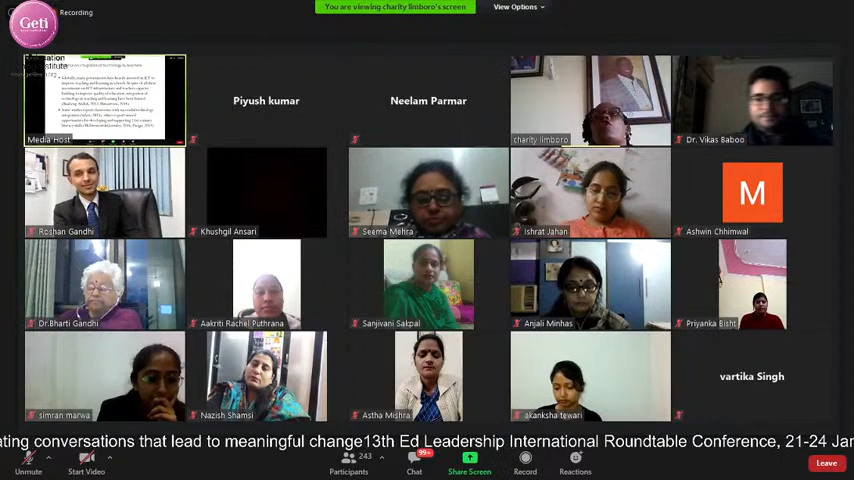 Geti
Recording
You are viewing charity limboro's screen
View Options
Media Host
Piyush kumar
Neelam Parmar
charity limboro
Dr. Vikas Baboo
Roshan Gandhi
Khushgil Ansari
Seema Mehra
Ishrat Jahan
M
Ashwin Chhimwal
Dr.Bharti Gandhi
Aakriti Rachel Puthrana
Sanjivani Sakpal
Anjali Minhas
Priyanka Bisht
simran marwa
Nazish Shamsi
Astha Mishra
akanksha tewari
vartika Singh
ating conversations that lead to meaningful change13th Ed Leadership International Roundtable Conference, 21-24 Jan
Unmute
Start Video
243
Participants
99+
Chat
Share Screen
Record
Reactions
Leave